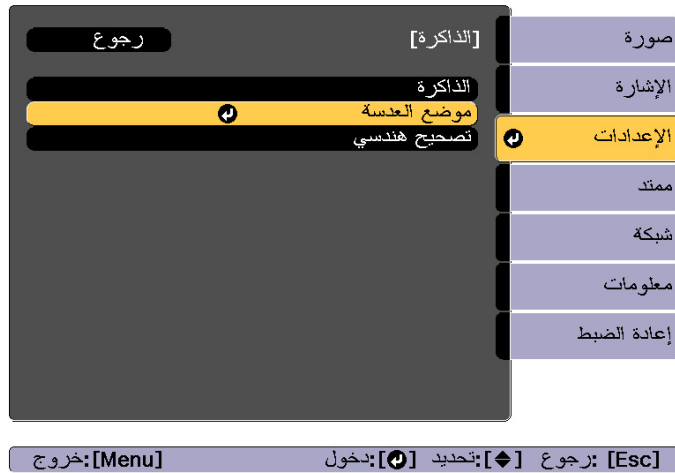 صورة
الإشارة
الإعدادات
ممتد
شبكة
معلومات
إعادة الضبط
[الذاكرة] رجوع
الذاكرة
موضع العدسة
تصحيح هندسي
[Esc] :رجوع [◆]:تحديد [↵]:دخول [Menu]:خروج